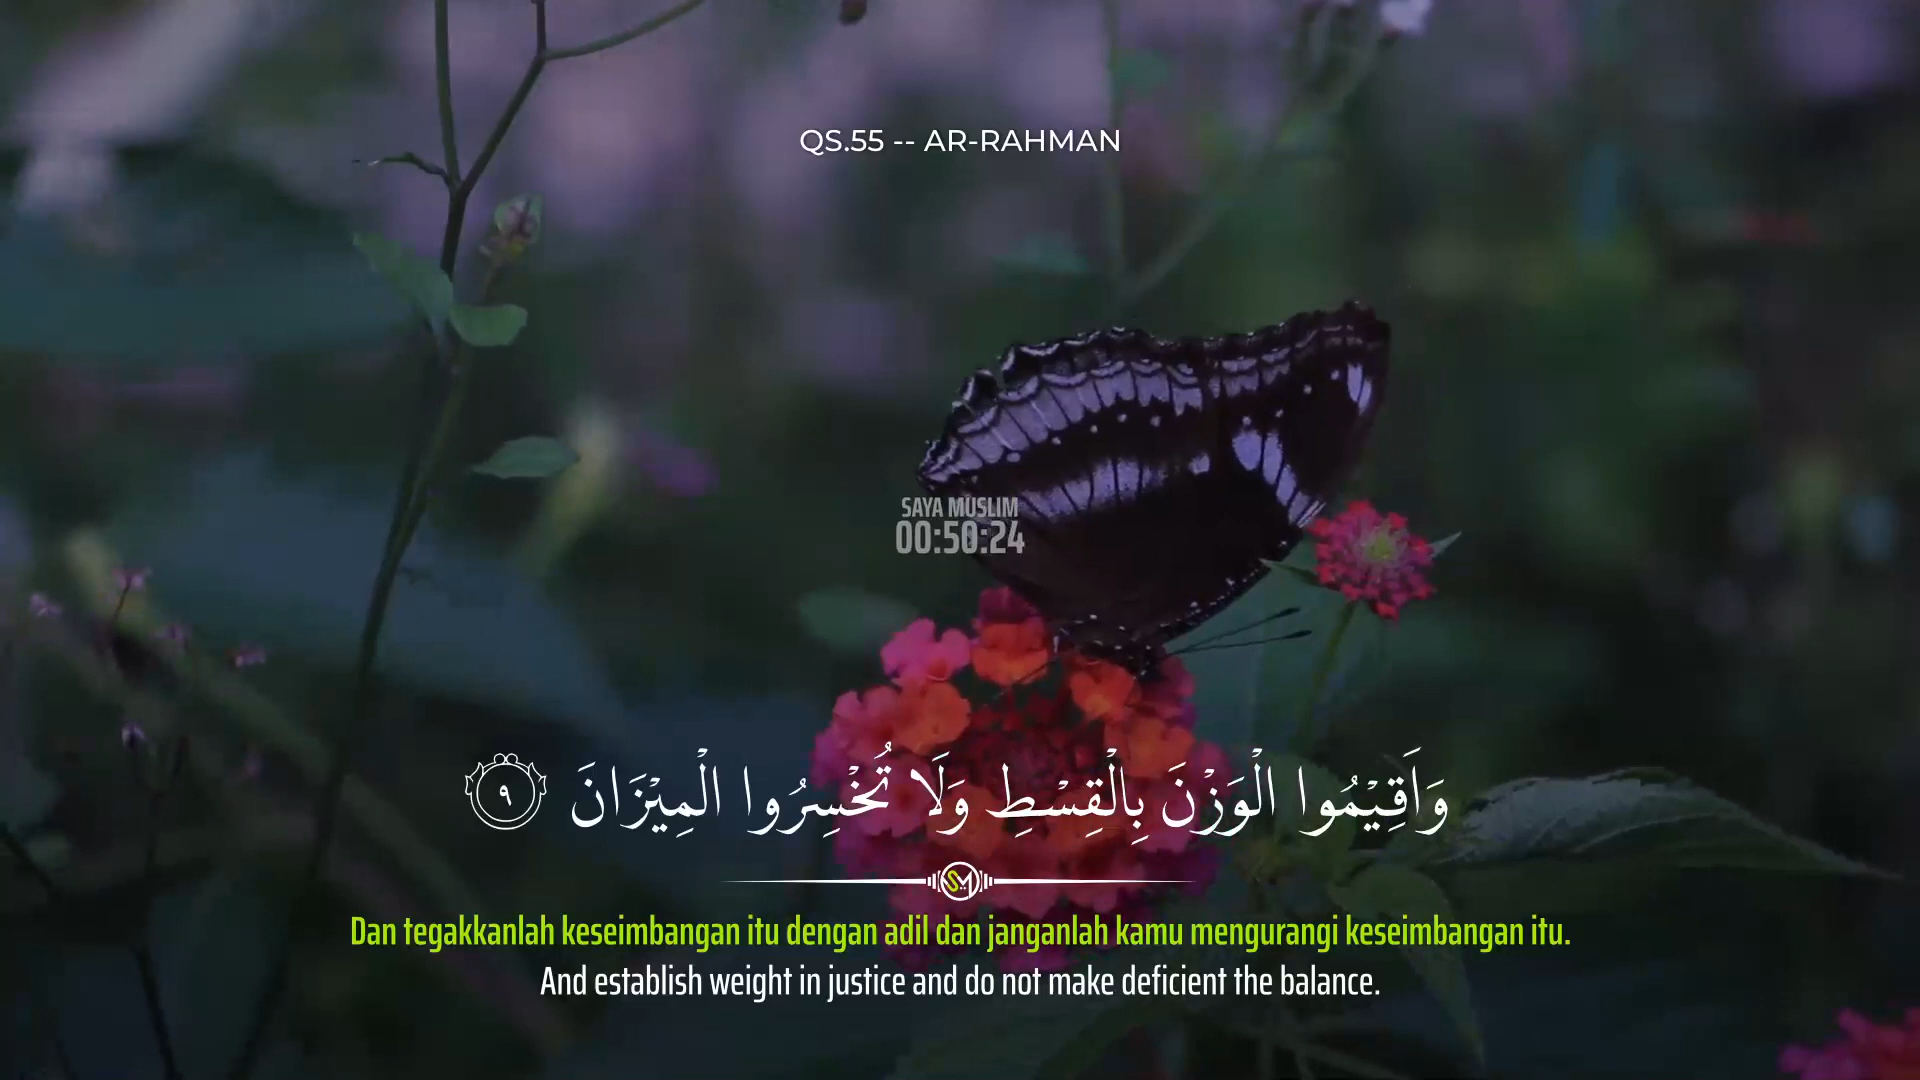 QS.55 -- AR-RAHMAN
SAYA MUSLIM
00:50:24
وَاَقِيْمُوا الْوَزْنَ بِالْقِسْطِ وَلَا تُخْسِرُوا الْمِيْزَانَ ٩
SM
Dan tegakkanlah keseimbangan itu dengan adil dan janganlah kamu mengurangi keseimbangan itu.
And establish weight in justice and do not make deficient the balance.